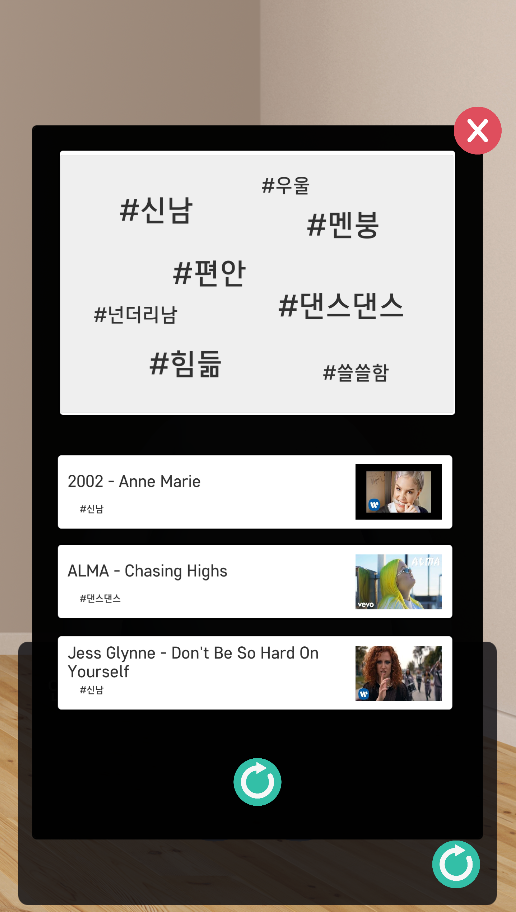 #우울
#신남
#멘붕
#편안
#댄스댄스
#넌더리남
#힘듦
#쓸쓸함
2002 - Anne Marie
#신남
ALMA - Chasing Highs
#댄스댄스
ALMA
vevo
Jess Glynne - Don't Be So Hard On
Yourself
#신남